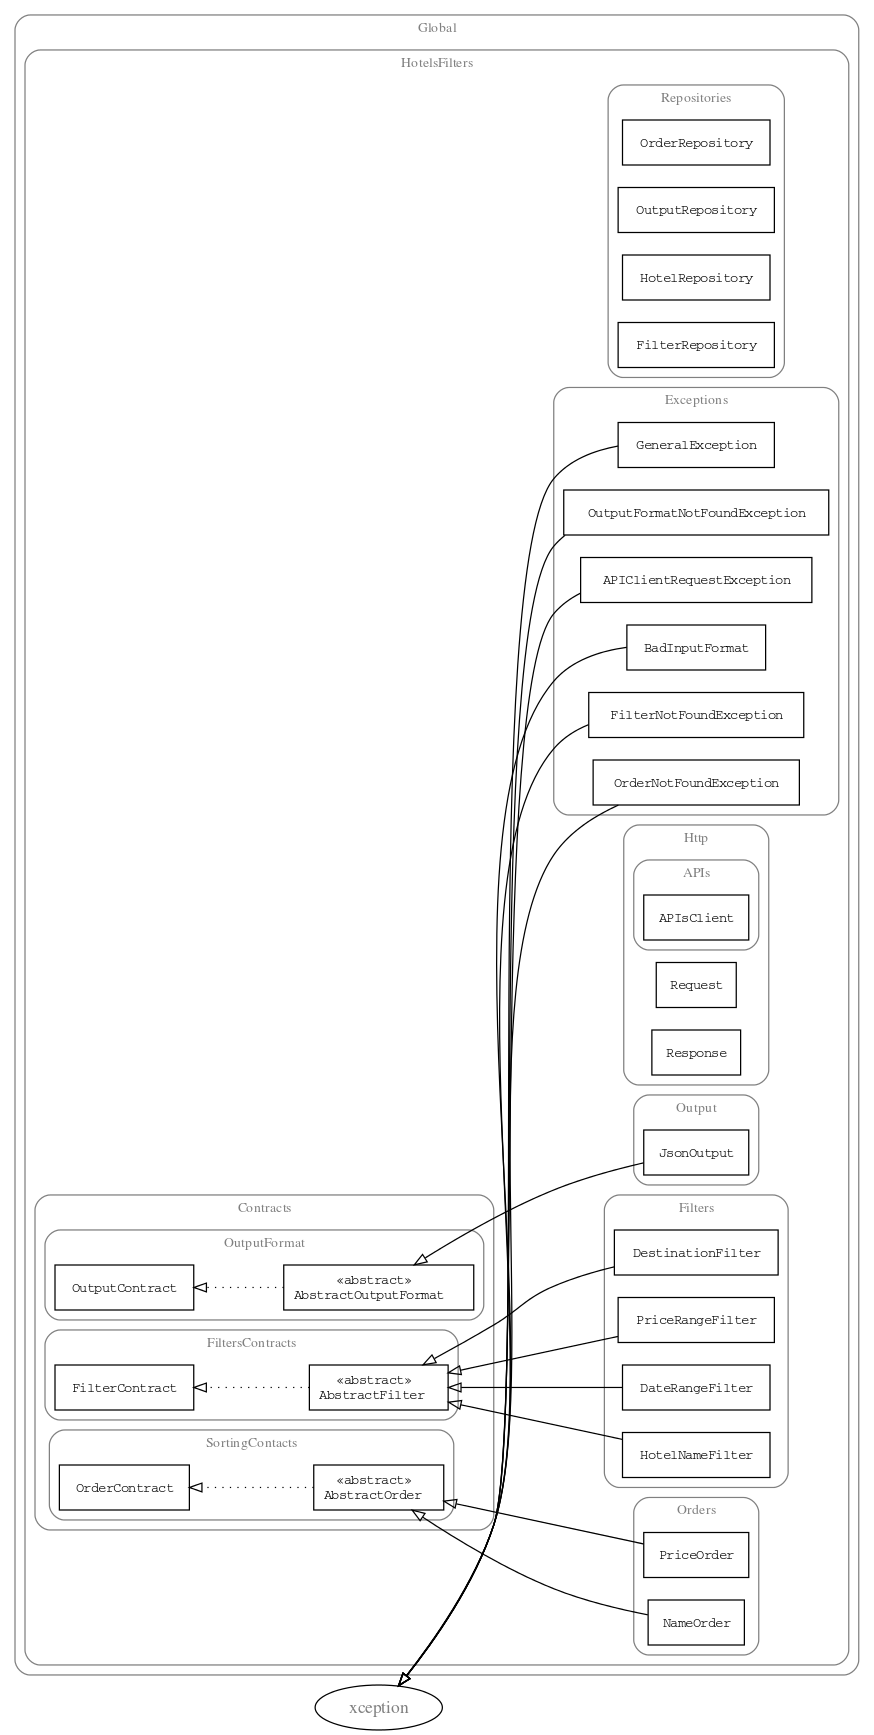 Global
HotelsFilters
Repositories
OrderRepository
OutputRepository
HotelRepository
FilterRepository
Exceptions
GeneralException
OutputFormatNotFoundException
APIClientRequestException
BadInputFormat
FilterNotFoundException
OrderNotFoundException
Http
APIs
APIsClient
Request
Response
Output
JsonOutput
Contracts
OutputFormat
OutputContract
«abstract»
AbstractOutputFormat
FiltersContracts
FilterContract
«abstract»
AbstractFilter
SortingContacts
OrderContract
«abstract»
AbstractOrder
Filters
DestinationFilter
PriceRangeFilter
DateRangeFilter
HotelNameFilter
Orders
PriceOrder
NameOrder
xception